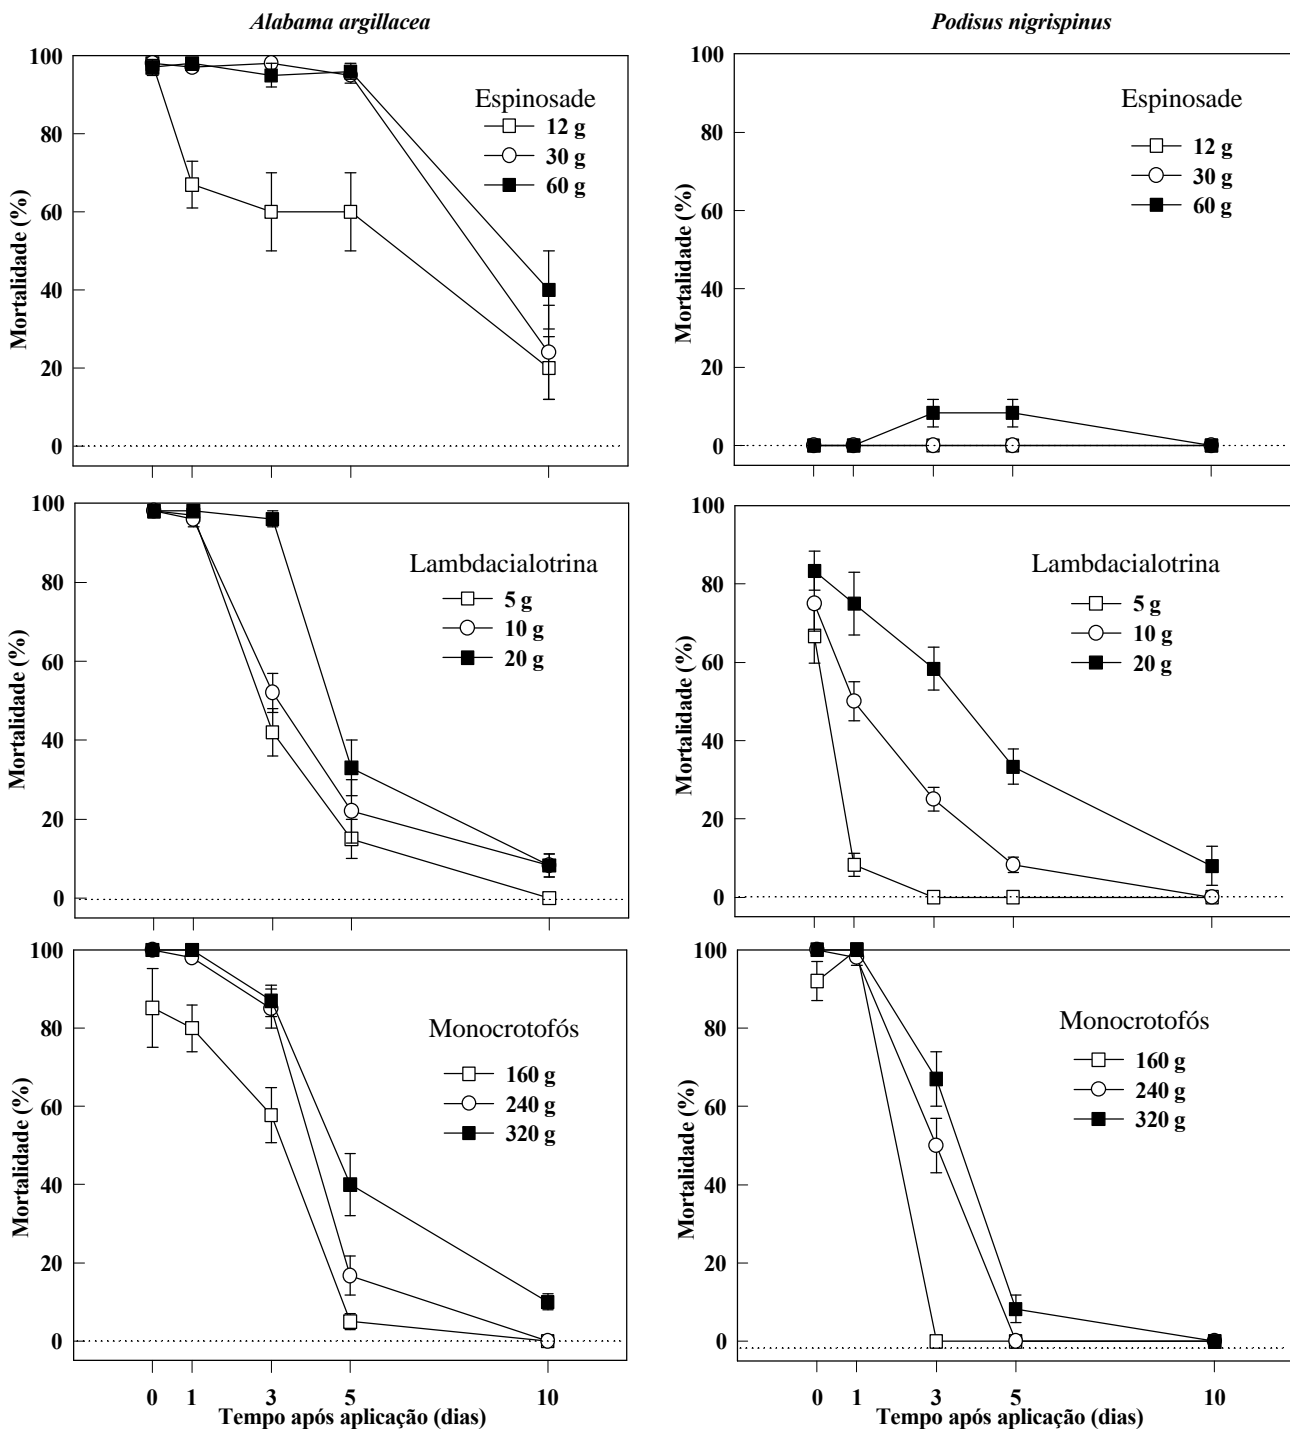 Alabama argillacea
Podisus nigrispinus
Mortalidade (%)
100
80
60
40
20
0
Espinosade
12 g
30 g
60 g
Mortalidade (%)
100
80
60
40
20
0
Espinosade
12 g
30 g
60 g
Mortalidade (%)
100
80
60
40
20
0
Lambdacialotrina
5 g
10 g
20 g
Mortalidade (%)
100
80
60
40
20
0
Lambdacialotrina
5 g
10 g
20 g
Mortalidade (%)
100
80
60
40
20
0
Monocrotofós
160 g
240 g
320 g
0 1 3 5 10
Tempo após aplicação (dias)
Mortalidade (%)
100
80
60
40
20
0
Monocrotofós
160 g
240 g
320 g
0 1 3 5 10
Tempo após aplicação (dias)